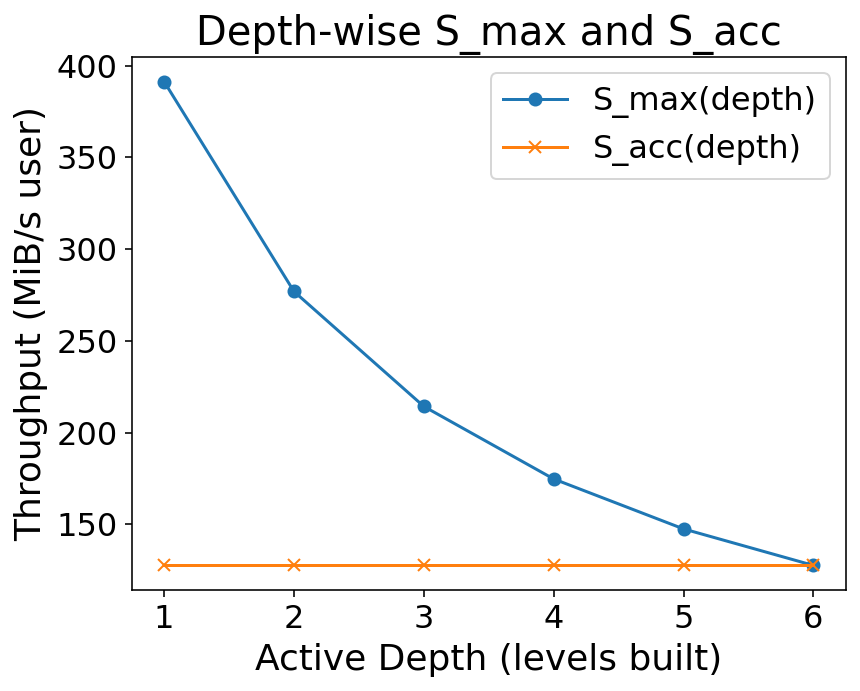 Depth-wise S_max and S_acc
S_max(depth)
S_acc(depth)
Throughput (MiB/s user)
400
350
300
250
200
150
1 2 3 4 5 6
Active Depth (levels built)